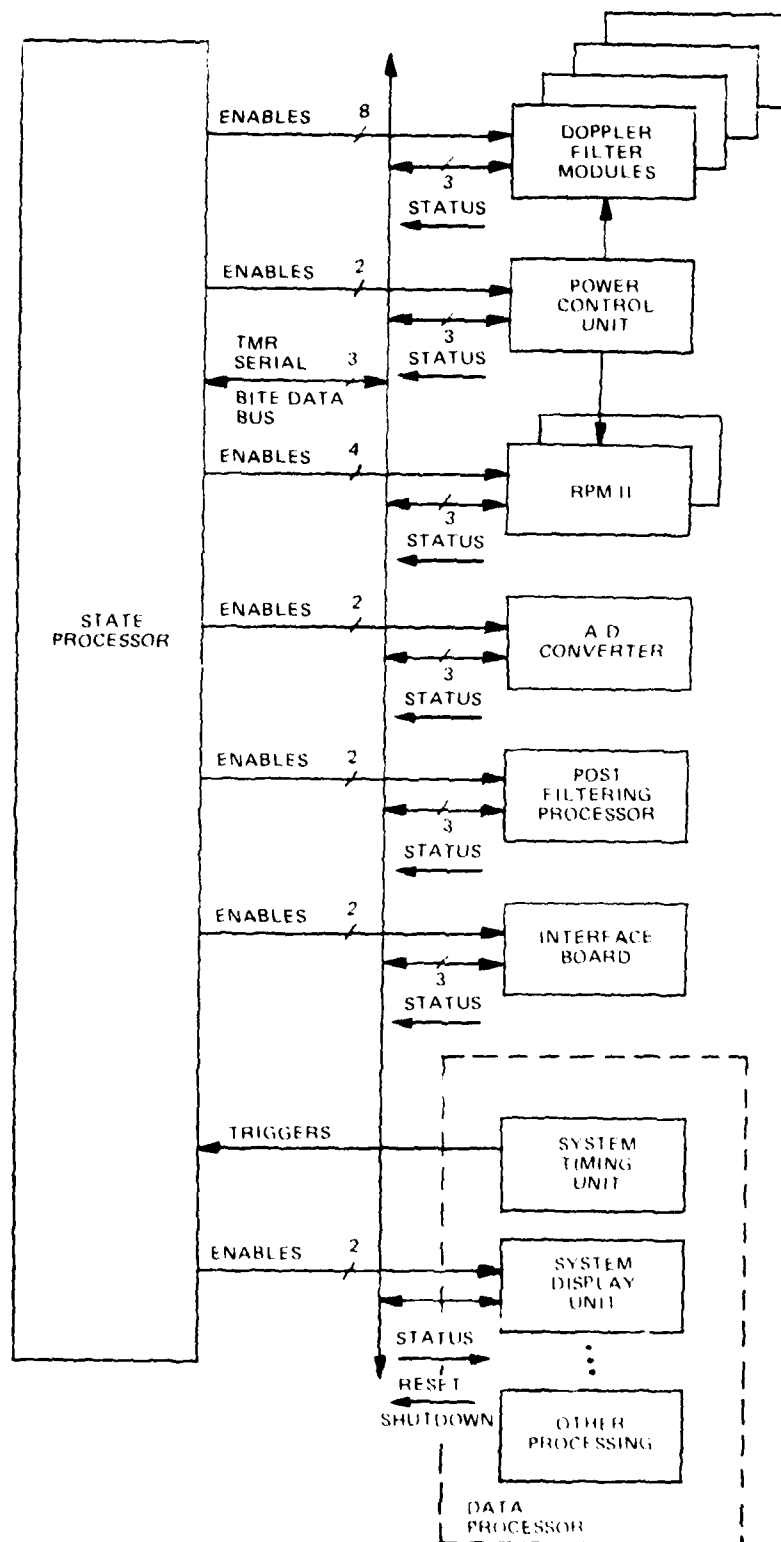 ENABLES 8
DOPPLER
FILTER
MODULES
3
STATUS
ENABLES 2
POWER
CONTROL
UNIT
3
STATUS
TMR
SERIAL 3
BITE DATA
BUS
ENABLES 4
RPM II
3
STATUS
STATE
PROCESSOR
ENABLES 2
A D
CONVERTER
3
STATUS
ENABLES 2
POST
FILTERING
PROCESSOR
3
STATUS
ENABLES 2
INTERFACE
BOARD
3
STATUS
TRIGGERS
SYSTEM
TIMING
UNIT
ENABLES 2
SYSTEM
DISPLAY
UNIT
STATUS
RESET
SHUTDOWN
OTHER
PROCESSING
DATA
PROCESSOR